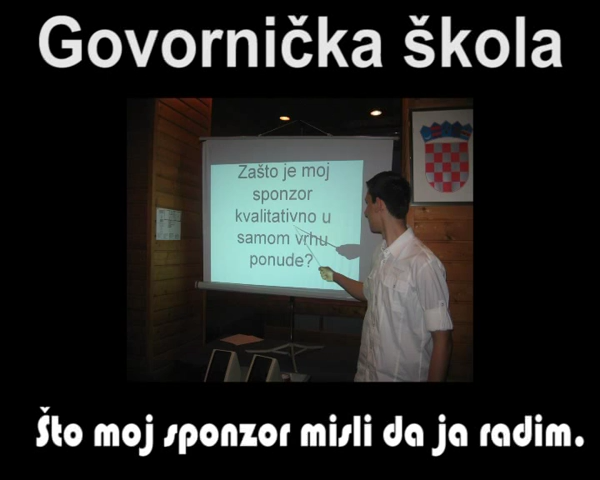 Govornička škola
Zašto je moj
sponzor
kvalitativno u
samom vrhu
ponude?
Što moj sponzor misli da ja radim.